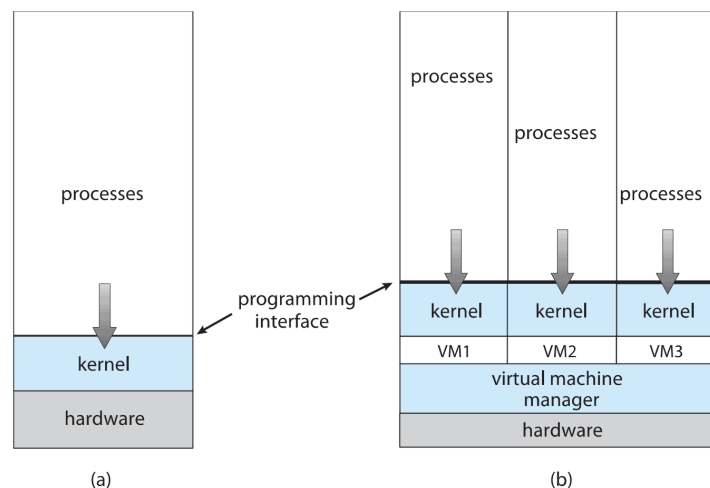 processes
kernel
hardware
(a)
programming
interface
processes
processes
processes
kernel
kernel
kernel
VM1
VM2
VM3
virtual machine
manager
hardware
(b)